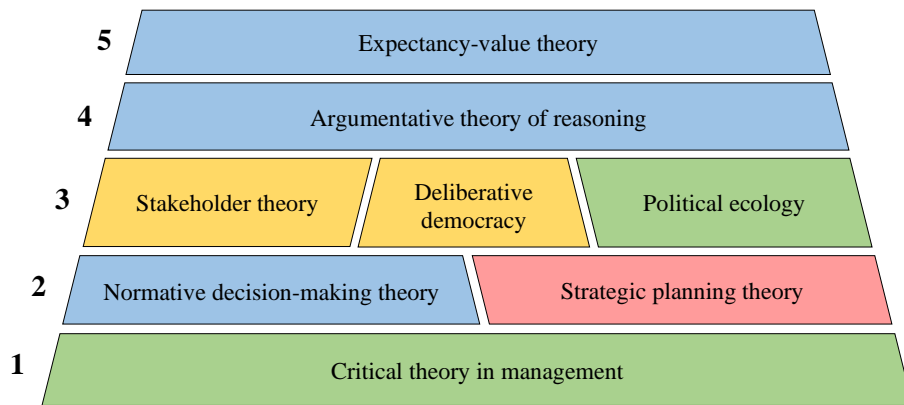 5
Expectancy-value theory
4
Argumentative theory of reasoning
3
Stakeholder theory
Deliberative
democracy
Political ecology
2
Normative decision-making theory
Strategic planning theory
1
Critical theory in management